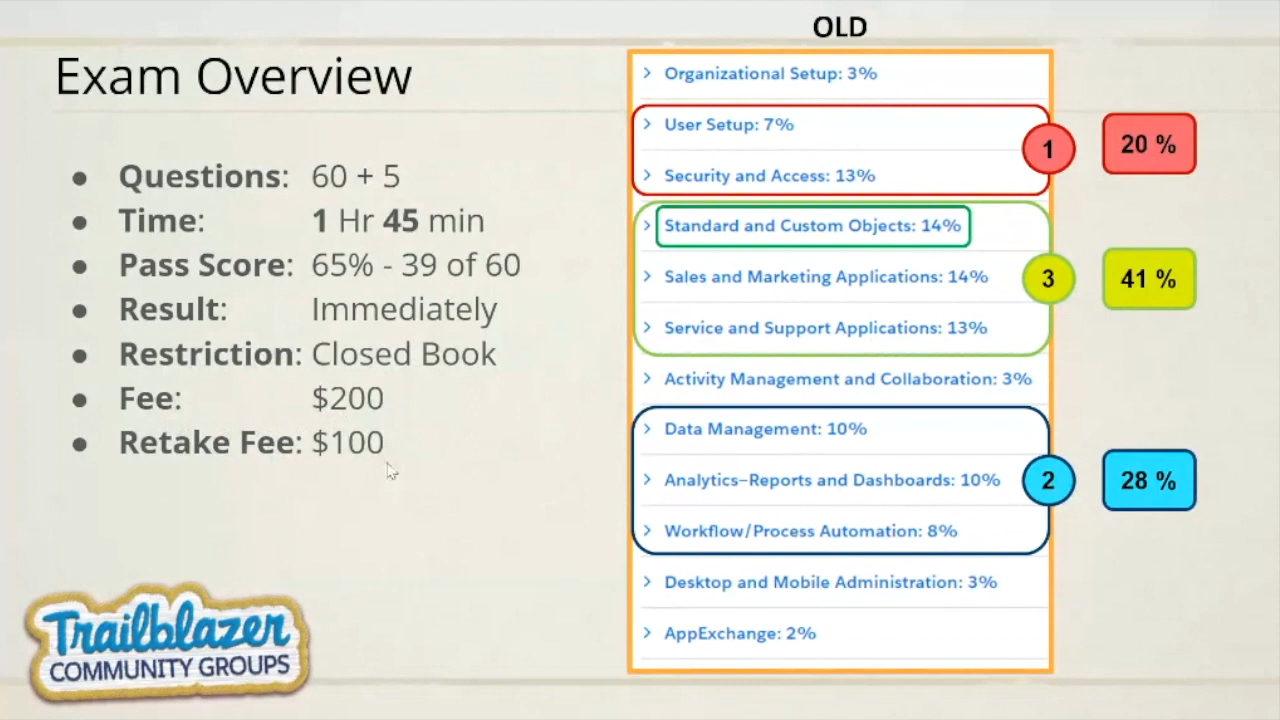 OLD
Exam Overview
● Questions: 60 + 5
● Time: 1 Hr 45 min
● Pass Score: 65% - 39 of 60
● Result: Immediately
● Restriction: Closed Book
● Fee: $200
● Retake Fee: $100
Organizational Setup: 3%
User Setup: 7%
Security and Access: 13%
1
20 %
Standard and Custom Objects: 14%
Sales and Marketing Applications: 14%
Service and Support Applications: 13%
3
41 %
Activity Management and Collaboration: 3%
Data Management: 10%
Analytics–Reports and Dashboards: 10%
Workflow/Process Automation: 8%
2
28 %
Desktop and Mobile Administration: 3%
AppExchange: 2%
Trailblazer
COMMUNITY GROUPS